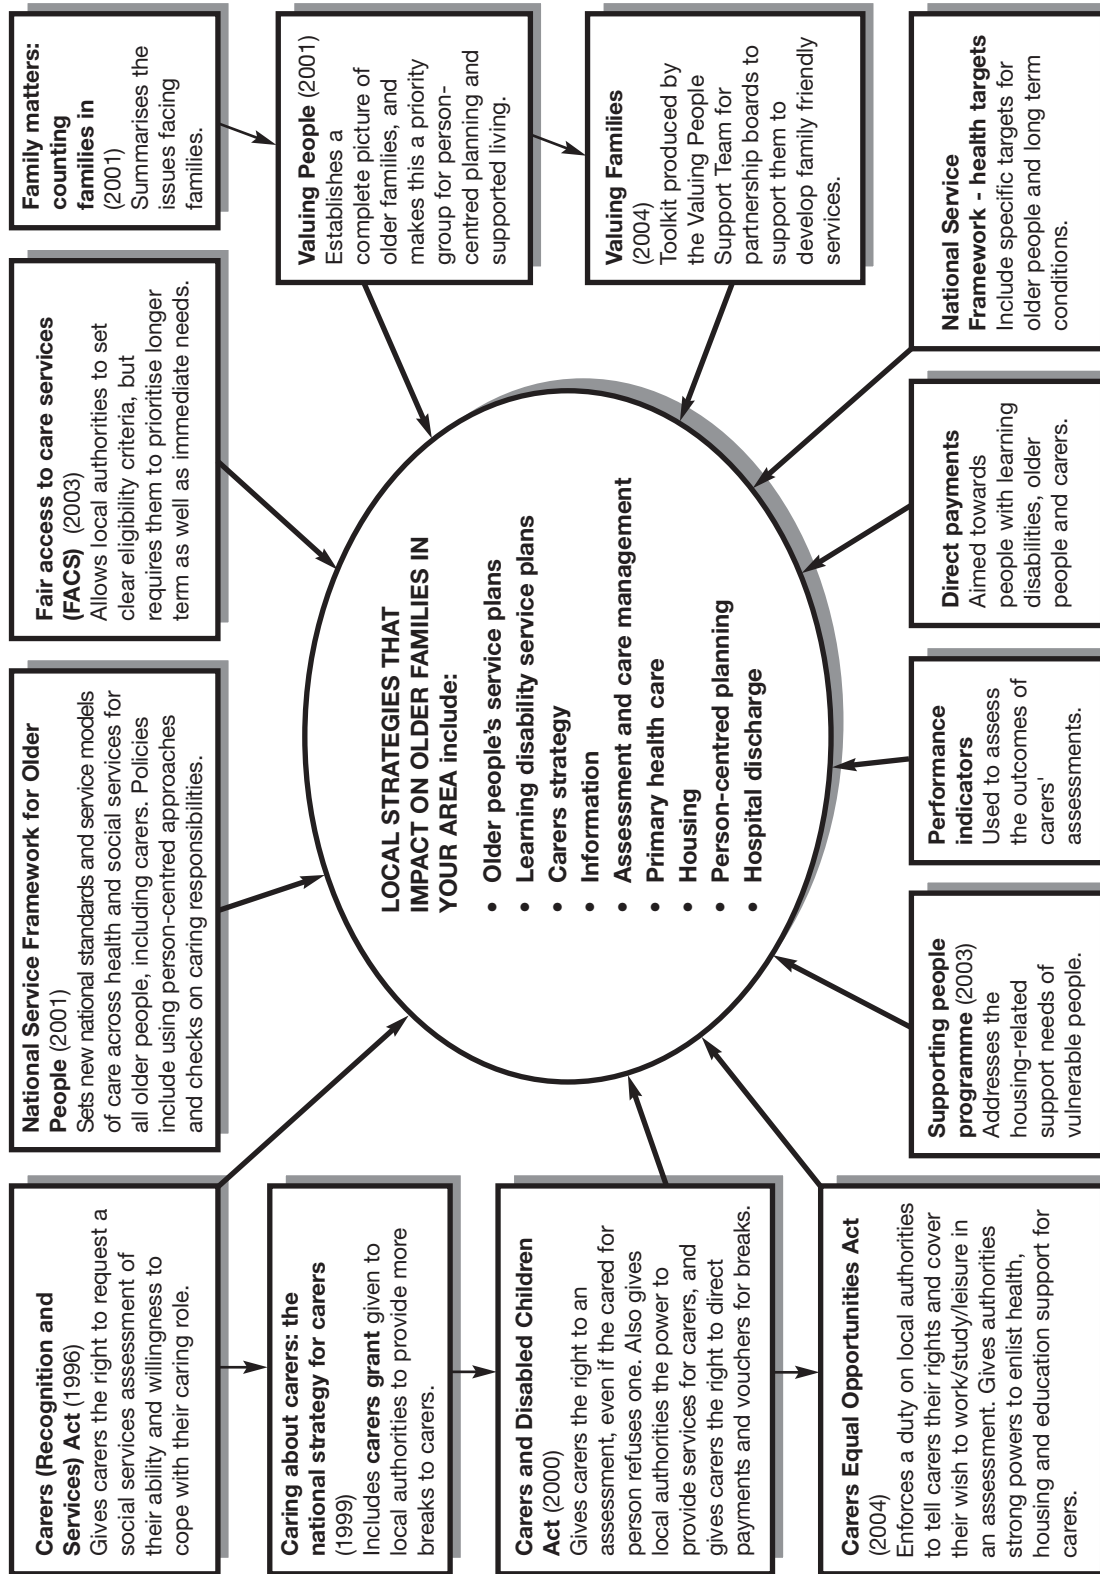 Carers (Recognition and
Services) Act (1996)
Gives carers the right to request a
social services assessment of
their ability and willingness to
cope with their caring role.
Caring about carers: the
national strategy for carers
(1999)
Includes carers grant given to
local authorities to provide more
breaks to carers.
Carers and Disabled Children
Act (2000)
Gives carers the right to an
assessment, even if the cared for
person refuses one. Also gives
local authorities the power to
provide services for carers, and
gives carers the right to direct
payments and vouchers for breaks.
Carers Equal Opportunities Act
(2004)
Enforces a duty on local authorities
to tell carers their rights and cover
their wish to work/study/leisure in
an assessment. Gives authorities
strong powers to enlist health,
housing and education support for
carers.
National Service Framework for Older
People (2001)
Sets new national standards and service models
of care across health and social services for
all older people, including carers. Policies
include using person-centred approaches
and checks on caring responsibilities.
Fair access to care services
(FACS) (2003)
Allows local authorities to set
clear eligibility criteria, but
requires them to prioritise longer
term as well as immediate needs.
Family matters:
counting
families in
(2001)
Summarises the
issues facing
families.
Valuing People (2001)
Establishes a
complete picture of
older families, and
makes this a priority
group for person-
centred planning and
supported living.
Valuing Families
(2004)
Toolkit produced by
the Valuing People
Support Team for
partnership boards to
support them to
develop family friendly
services.
LOCAL STRATEGIES THAT
IMPACT ON OLDER FAMILIES IN
YOUR AREA include:
• Older people's service plans
• Learning disability service plans
• Carers strategy
• Information
• Assessment and care management
• Primary health care
• Housing
• Person-centred planning
• Hospital discharge
Supporting people
programme (2003)
Addresses the
housing-related
support needs of
vulnerable people.
Performance
indicators
Used to assess
the outcomes of
carers'
assessments.
Direct payments
Aimed towards
people with learning
disabilities, older
people and carers.
National Service
Framework - health targets
Include specific targets for
older people and long term
conditions.